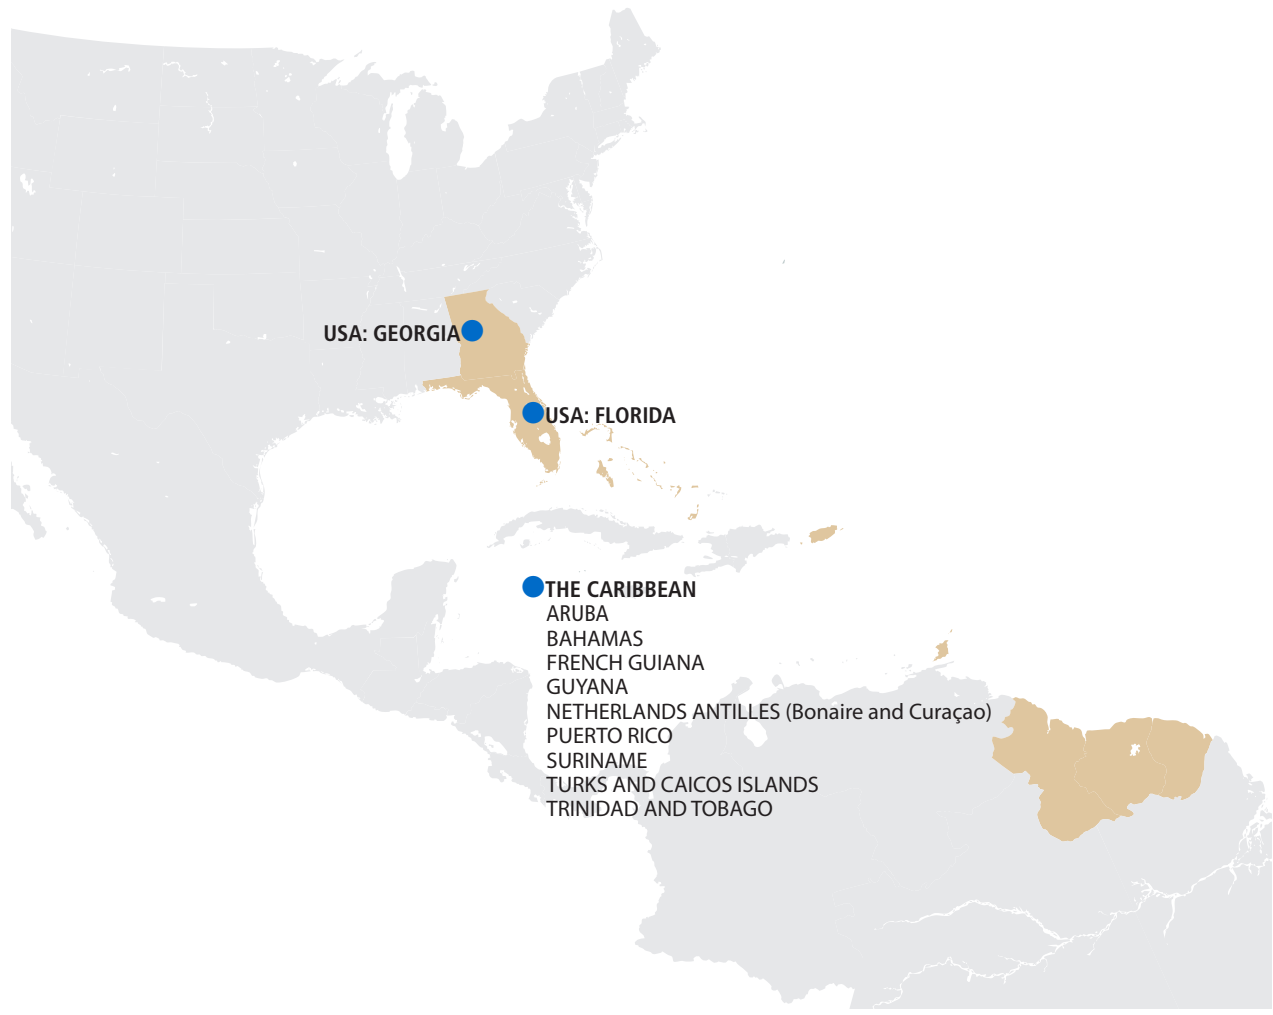 USA: GEORGIA
USA: FLORIDA
THE CARIBBEAN
ARUBA
BAHAMAS
FRENCH GUIANA
GUYANA
NETHERLANDS ANTILLES (Bonaire and Curaçao)
PUERTO RICO
SURINAME
TURKS AND CAICOS ISLANDS
TRINIDAD AND TOBAGO